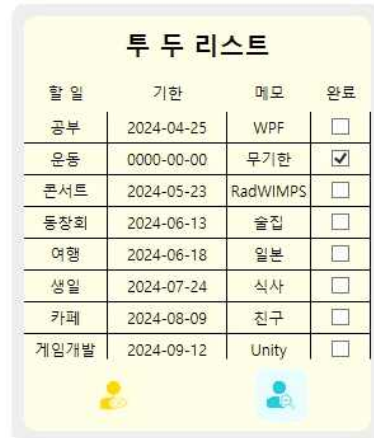 투 두 리스트
할 일 기한 메모 완료
공부 2024-04-25 WPF
운동 0000-00-00 무기한
콘서트 2024-05-23 RadWIMPS
동창회 2024-06-13 술집
여행 2024-06-18 일본
생일 2024-07-24 식사
카페 2024-08-09 친구
게임개발 2024-09-12 Unity